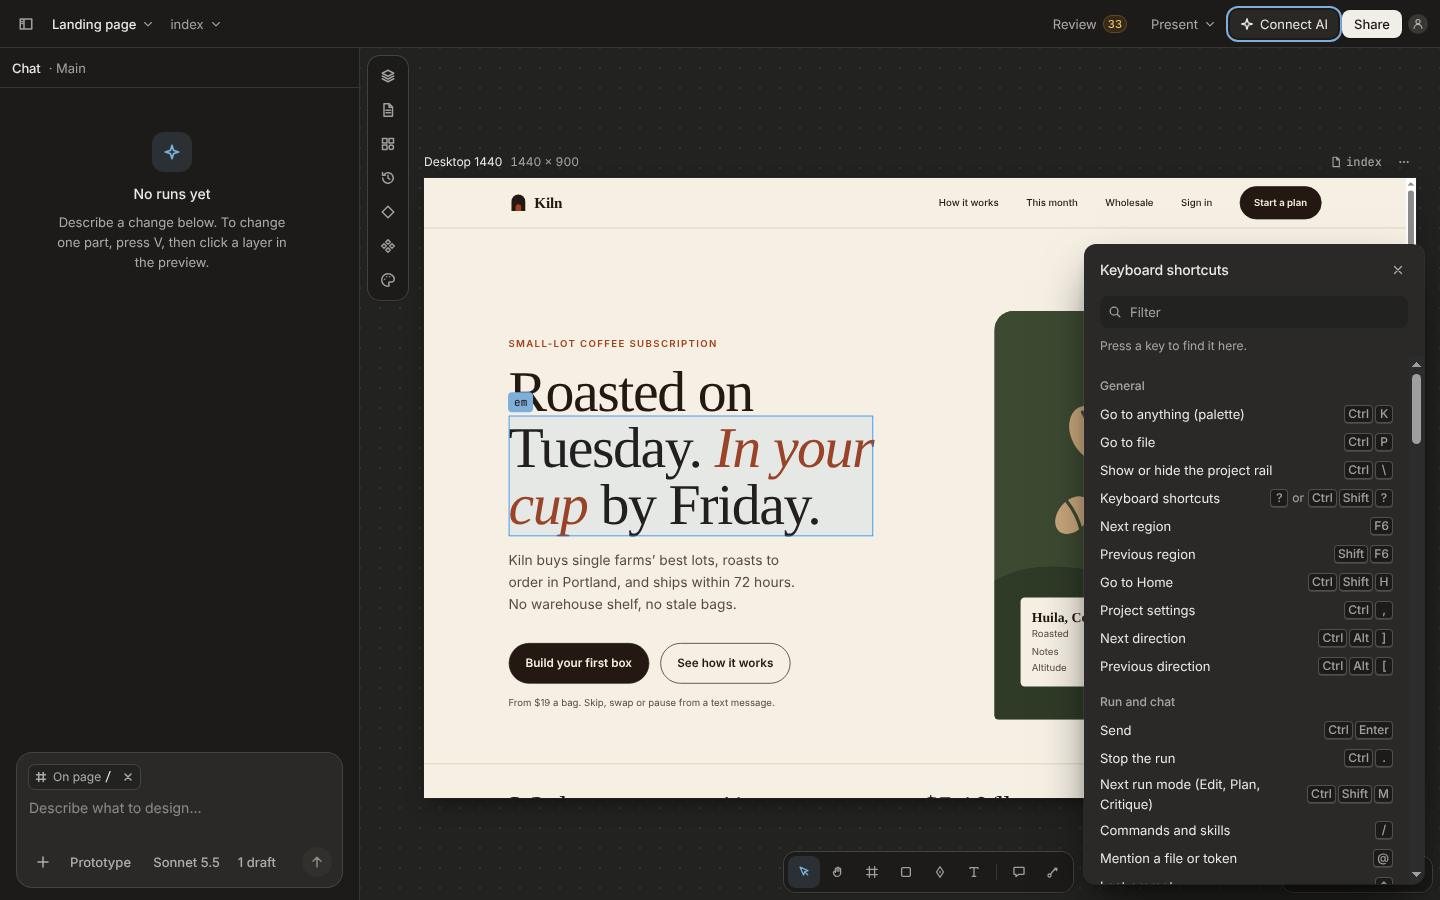 Landing page
index
Review 33
Present
Connect AI
Share
Chat · Main
No runs yet
Describe a change below. To change
one part, press V, then click a layer in
the preview.
On page /
Describe what to design...
Prototype
Sonnet 5.5
1 draft
Desktop 1440 1440 × 900
index
Kiln
How it works
This month
Wholesale
Sign in
Start a plan
SMALL-LOT COFFEE SUBSCRIPTION
em
Roasted on
Tuesday. In your
cup by Friday.
Kiln buys single farms’ best lots, roasts to
order in Portland, and ships within 72 hours.
No warehouse shelf, no stale bags.
Build your first box
See how it works
From $19 a bag. Skip, swap or pause from a text message.
Huila,
Roasted
Notes
Altitude
Keyboard shortcuts
Filter
Press a key to find it here.
General
Go to anything (palette) Ctrl K
Go to file Ctrl P
Show or hide the project rail Ctrl \
Keyboard shortcuts ? or Ctrl Shift ?
Next region F6
Previous region Shift F6
Go to Home Ctrl Shift H
Project settings Ctrl ,
Next direction Ctrl Alt ]
Previous direction Ctrl Alt [
Run and chat
Send Ctrl Enter
Stop the run Ctrl .
Next run mode (Edit, Plan,
Critique) Ctrl Shift M
Commands and skills /
Mention a file or token @